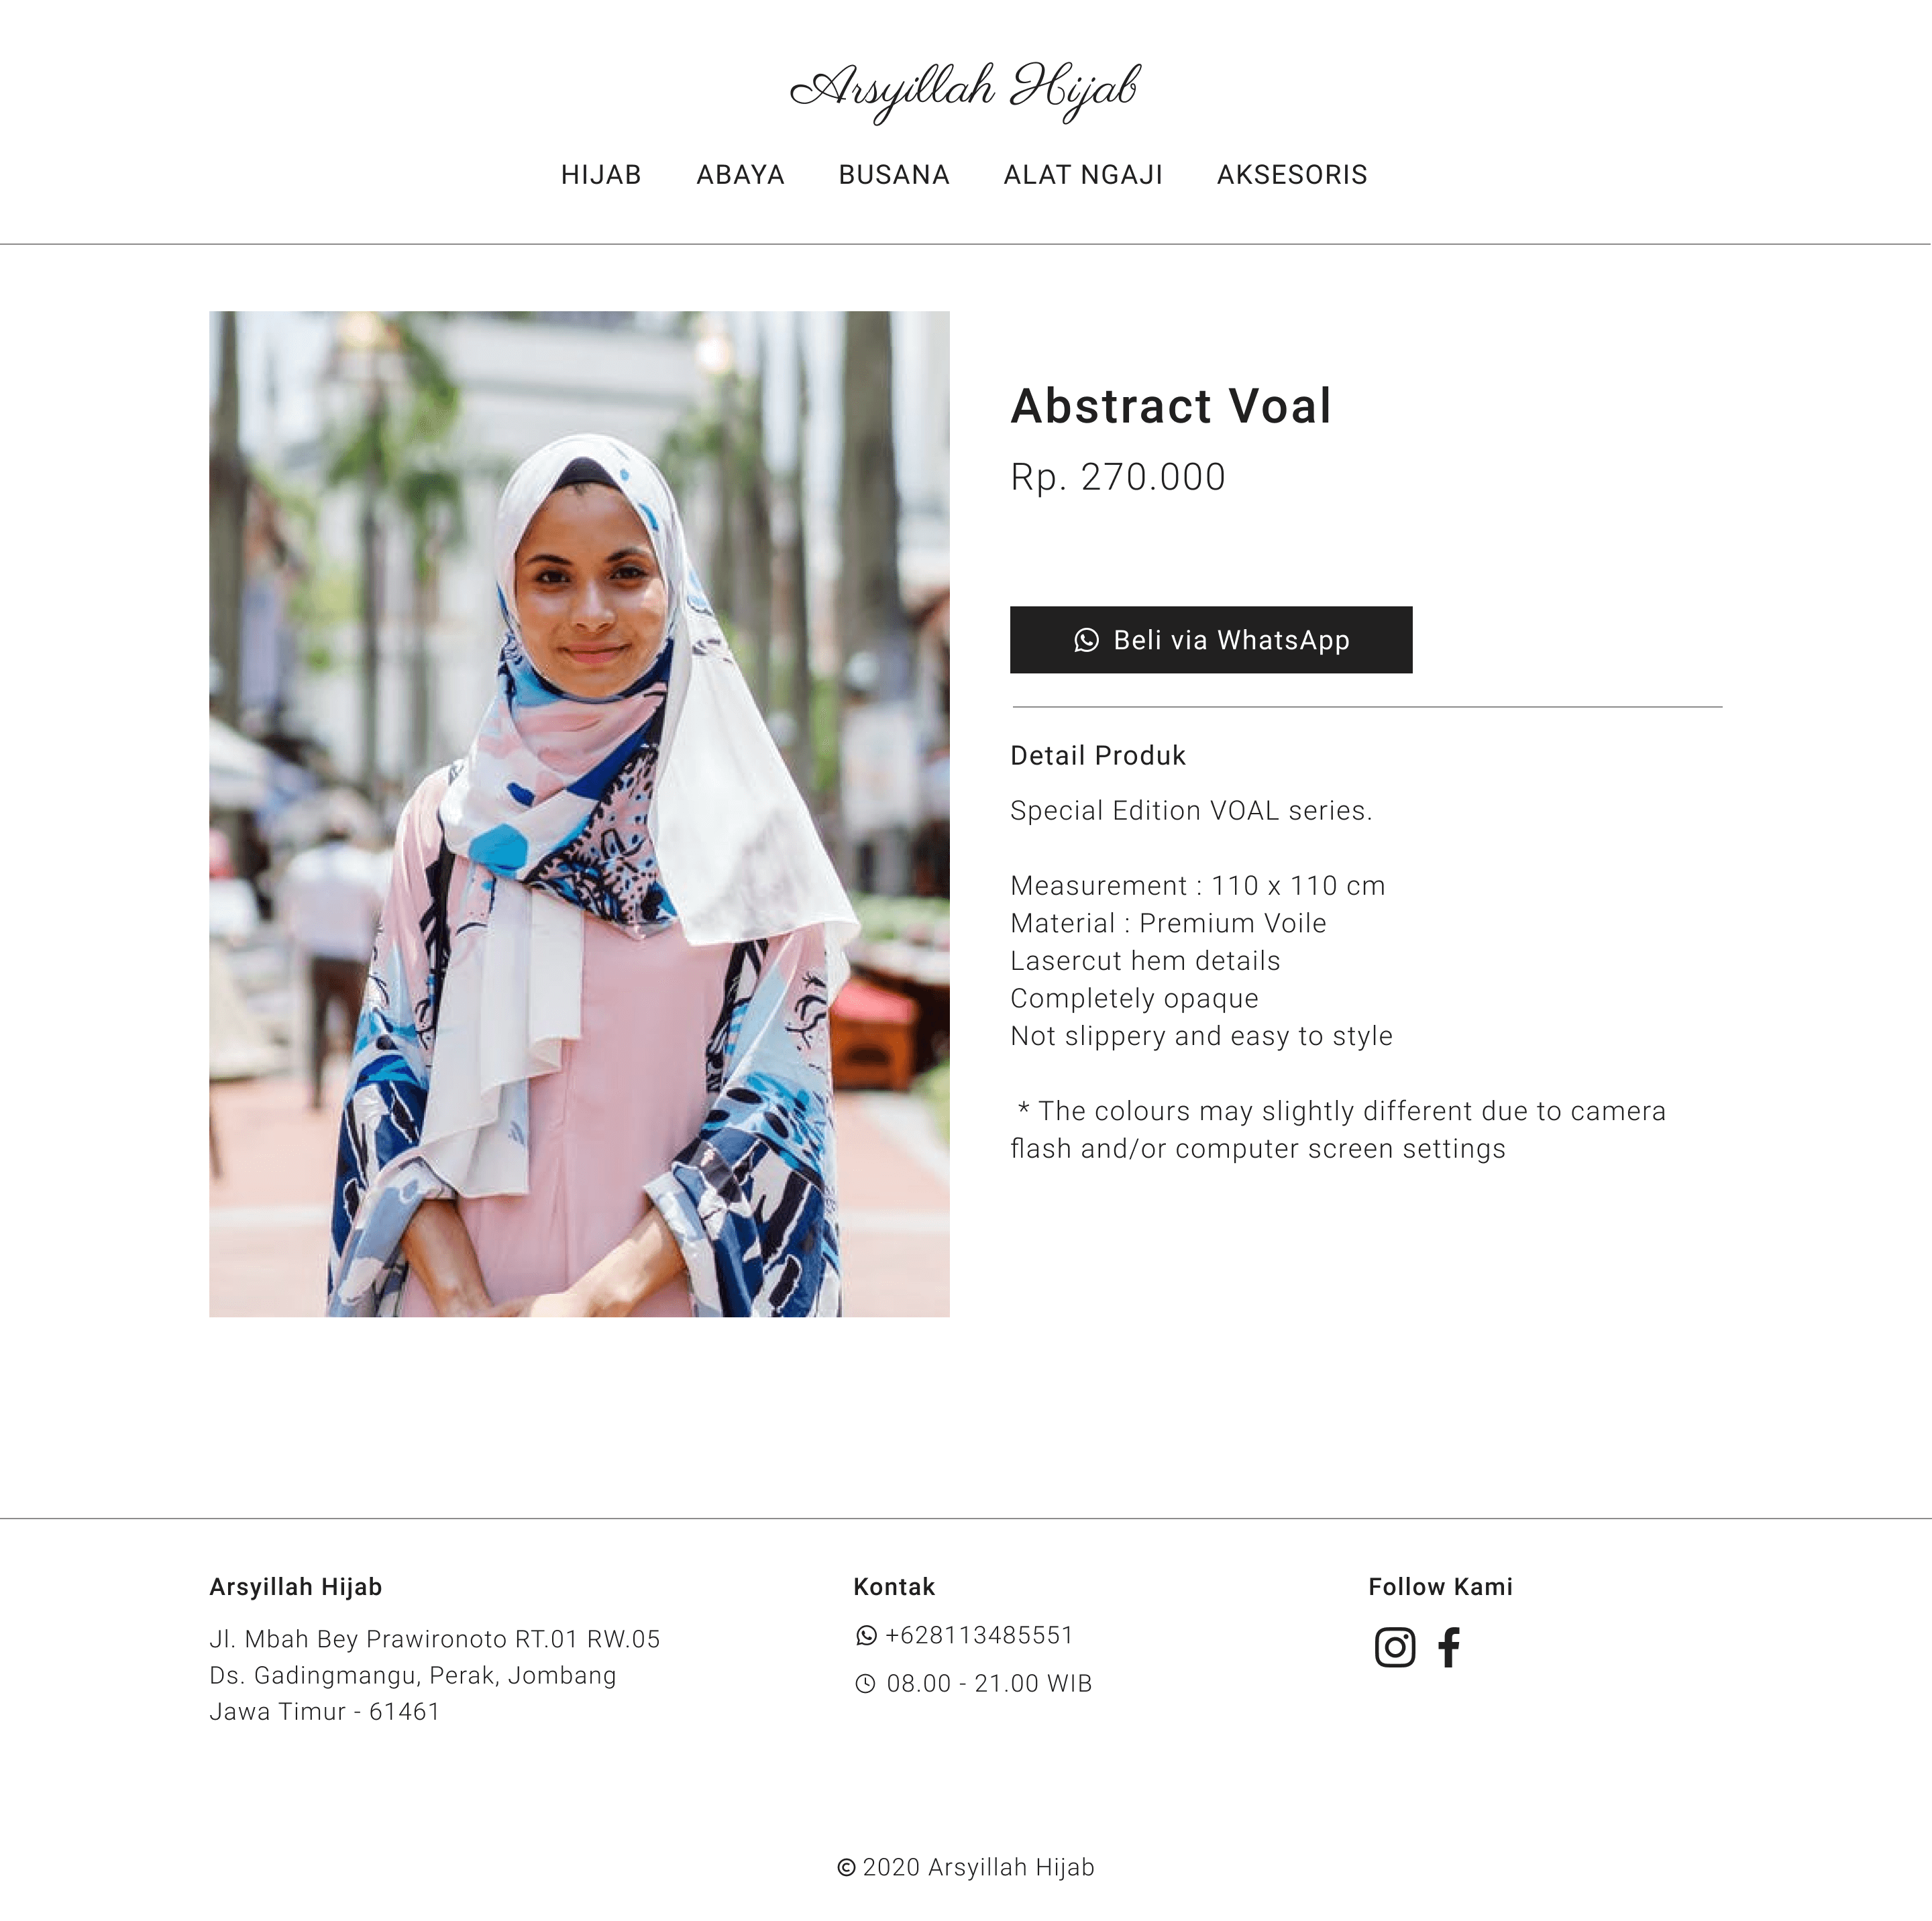 Arsyillah Hijab
HIJAB ABAYA BUSANA ALAT NGAJI AKSESORIS
Abstract Voal
Rp. 270.000
Beli via WhatsApp
Detail Produk
Special Edition VOAL series.
Measurement : 110 x 110 cm
Material : Premium Voile
Lasercut hem details
Completely opaque
Not slippery and easy to style
* The colours may slightly different due to camera
flash and/or computer screen settings
Arsyillah Hijab
Jl. Mbah Bey Prawironoto RT.01 RW.05
Ds. Gadingmangu, Perak, Jombang
Jawa Timur - 61461
Kontak
+628113485551
08.00 - 21.00 WIB
Follow Kami
© 2020 Arsyillah Hijab